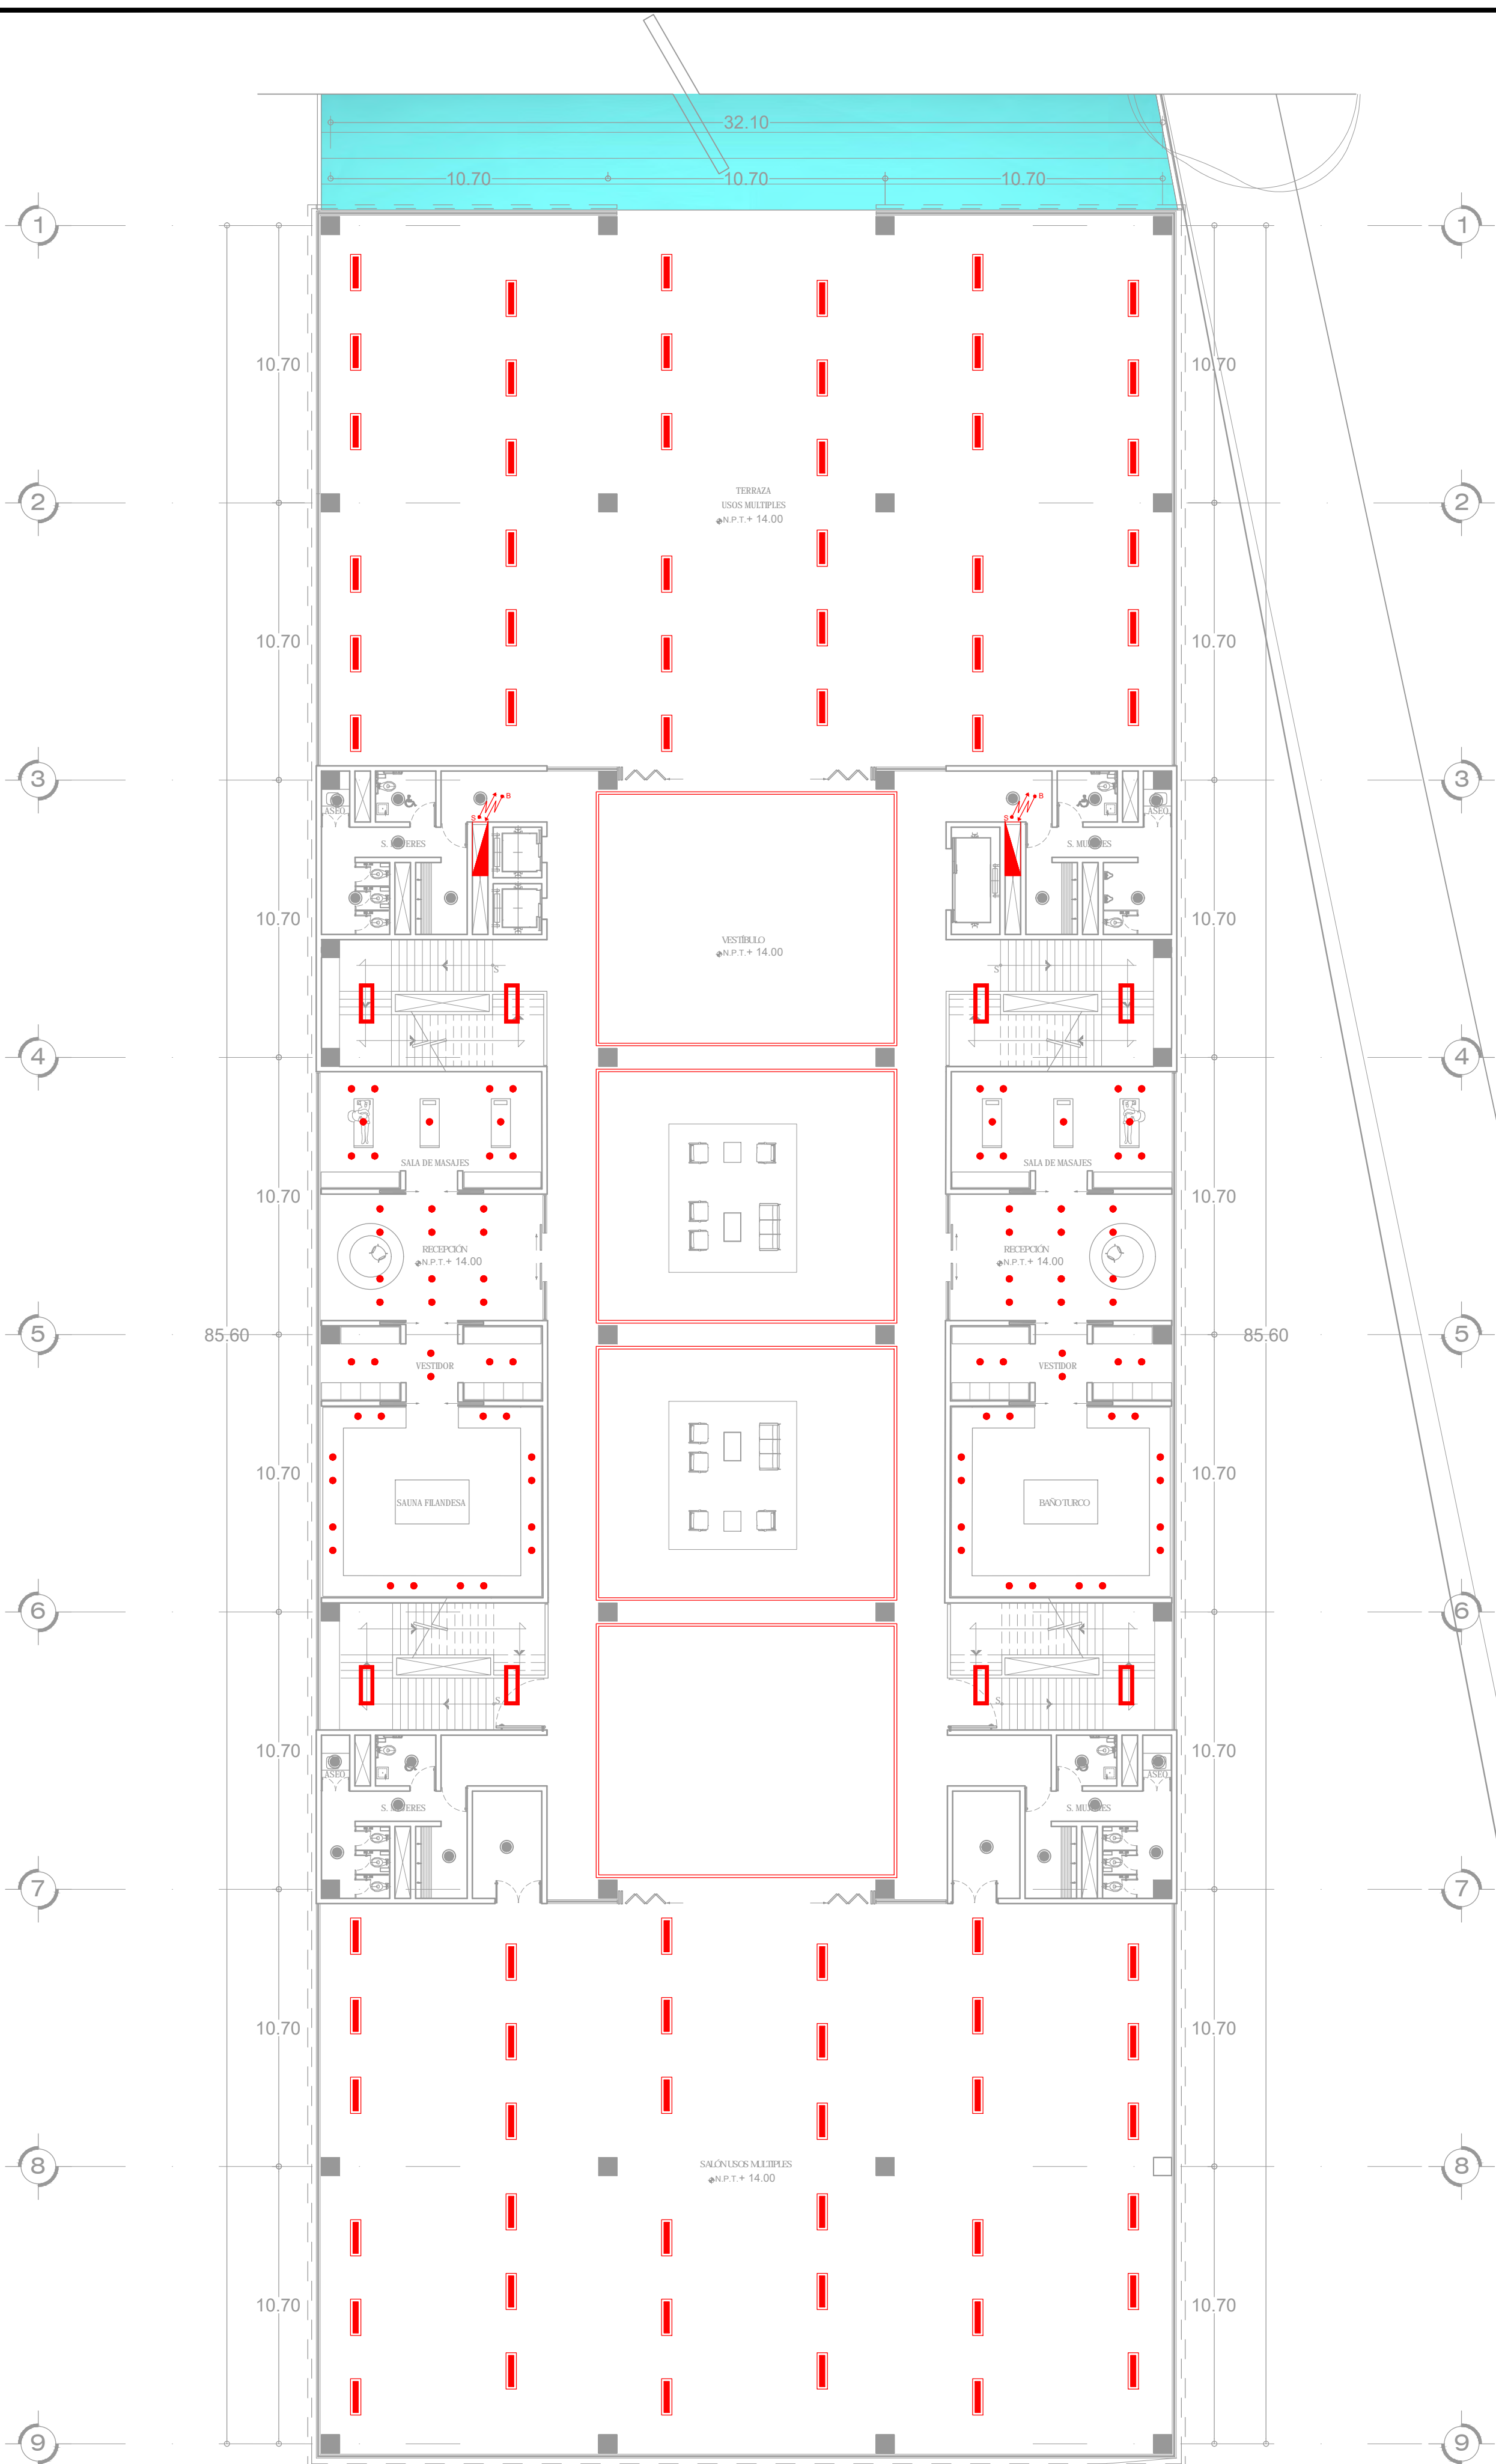 32.10
10.70 10.70 10.70
1 1
10.70 10.70
TERRAZA
USOS MULTIPLES
N.P.T.+ 14.00
2 2
10.70 10.70
3 3
B B
ASEO ASEO
S S
10.70 10.70
VESTÍBULO
N.P.T.+ 14.00
S S
4 4
SALA DE MASAJES SALA DE MASAJES
10.70 10.70
RECEPCIÓN RECEPCIÓN
N.P.T.+ 14.00 N.P.T.+ 14.00
5 85.60 85.60 5
VESTIDOR VESTIDOR
10.70 10.70
SAUNA FILANDESA BAÑO TURCO
6 6
S S
10.70 10.70
ASEO ASEO
7 7
10.70 10.70
SALÓN USOS MULTIPLES
N.P.T.+ 14.00
8 8
10.70 10.70
9 9